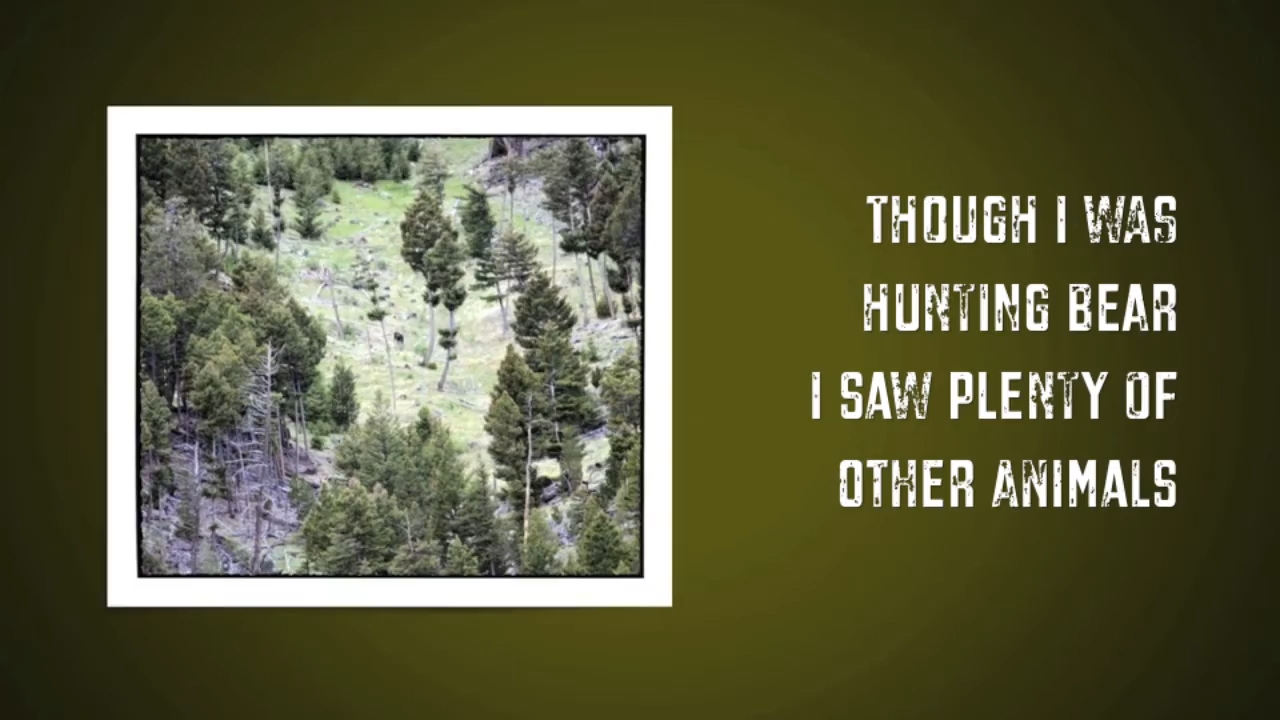 THOUGH I WAS
HUNTING BEAR
I SAW PLENTY OF
OTHER ANIMALS